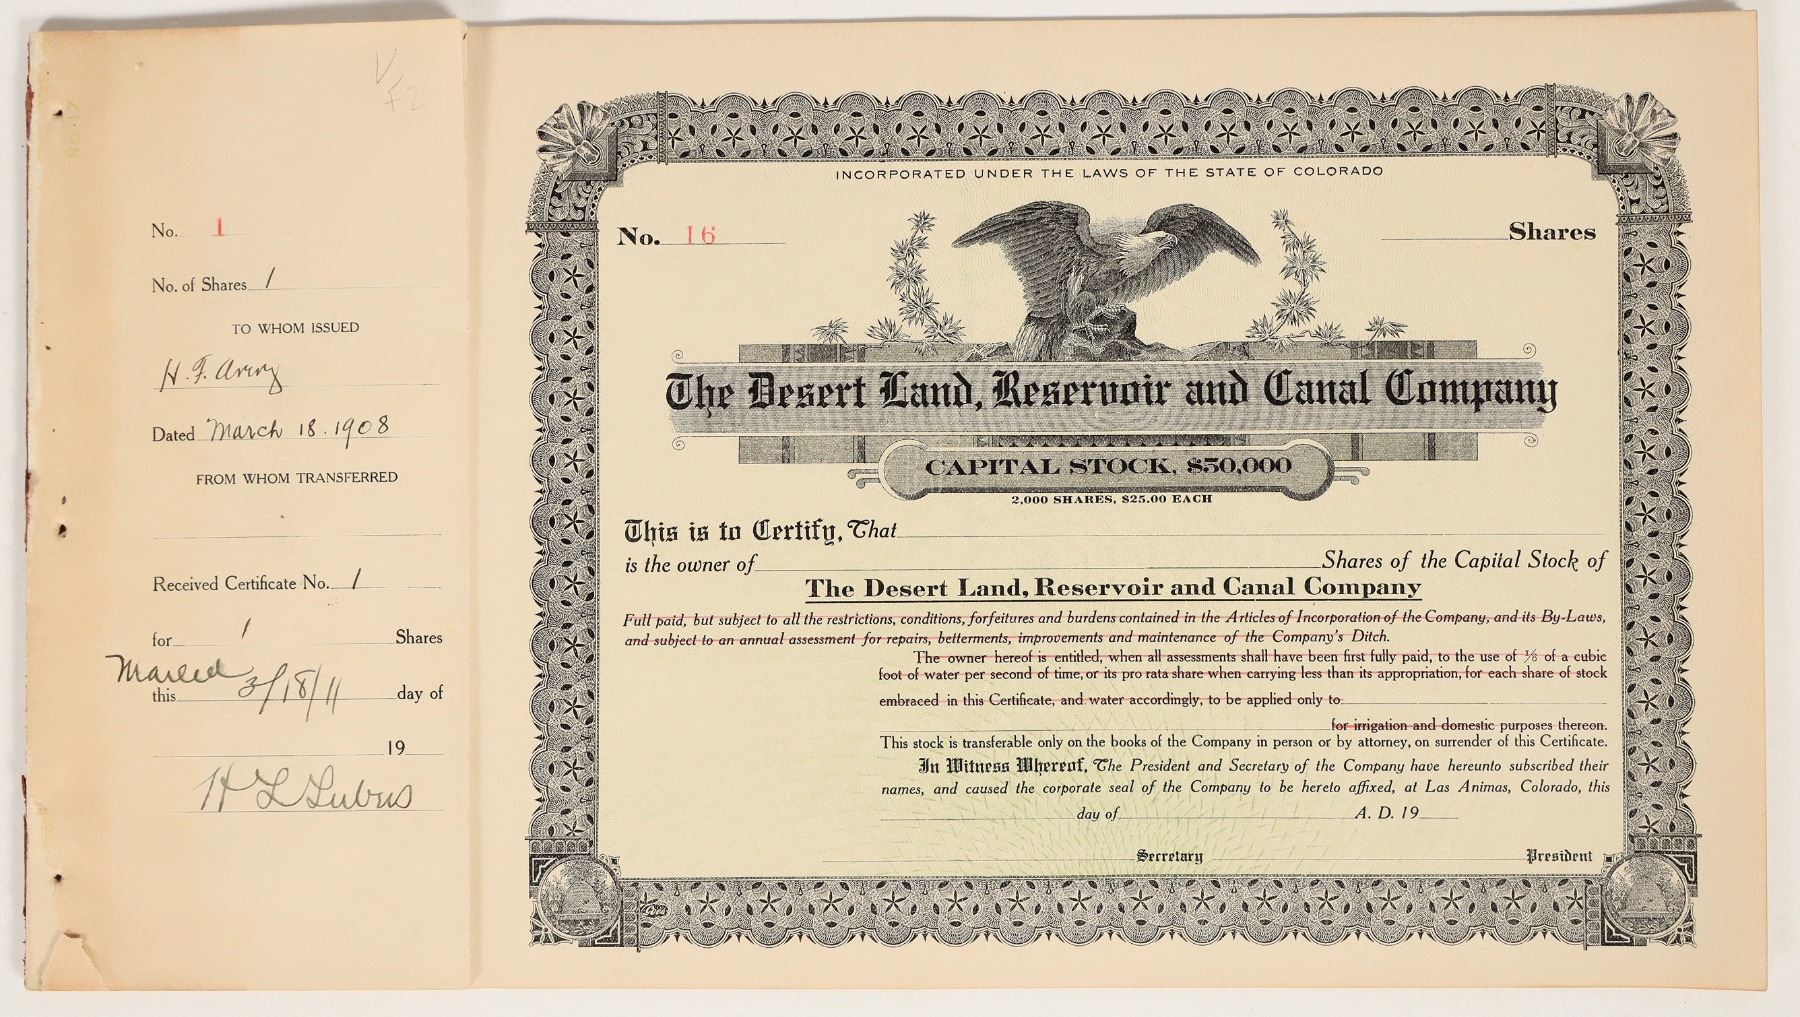 V
F2
No. 17
No. 1
No. of Shares 1
TO WHOM ISSUED
H. F. Avery
Dated March 18. 1908
FROM WHOM TRANSFERRED
Received Certificate No. 1
for 1 Shares
Mailed
this 3/18/11 day of
19
H L Lubers
INCORPORATED UNDER THE LAWS OF THE STATE OF COLORADO
No. 16 Shares
The Desert Land, Reservoir and Canal Company
CAPITAL STOCK, $50,000
2,000 SHARES, $25.00 EACH
This is to Certify, That
is the owner of Shares of the Capital Stock of
The Desert Land, Reservoir and Canal Company
Full paid, but subject to all the restrictions, conditions, forfeitures and burdens contained in the Articles of Incorporation of the Company, and its By-Laws,
and subject to an annual assessment for repairs, betterments, improvements and maintenance of the Company's Ditch.
The owner hereof is entitled, when all assessments shall have been first fully paid, to the use of ⅛ of a cubic
foot of water per second of time, or its pro rata share when carrying less than its appropriation, for each share of stock
embraced in this Certificate, and water accordingly, to be applied only to
for irrigation and domestic purposes thereon.
This stock is transferable only on the books of the Company in person or by attorney, on surrender of this Certificate.
In Witness Whereof, The President and Secretary of the Company have hereunto subscribed their
names, and caused the corporate seal of the Company to be hereto affixed, at Las Animas, Colorado, this
day of A. D. 19
Secretary President